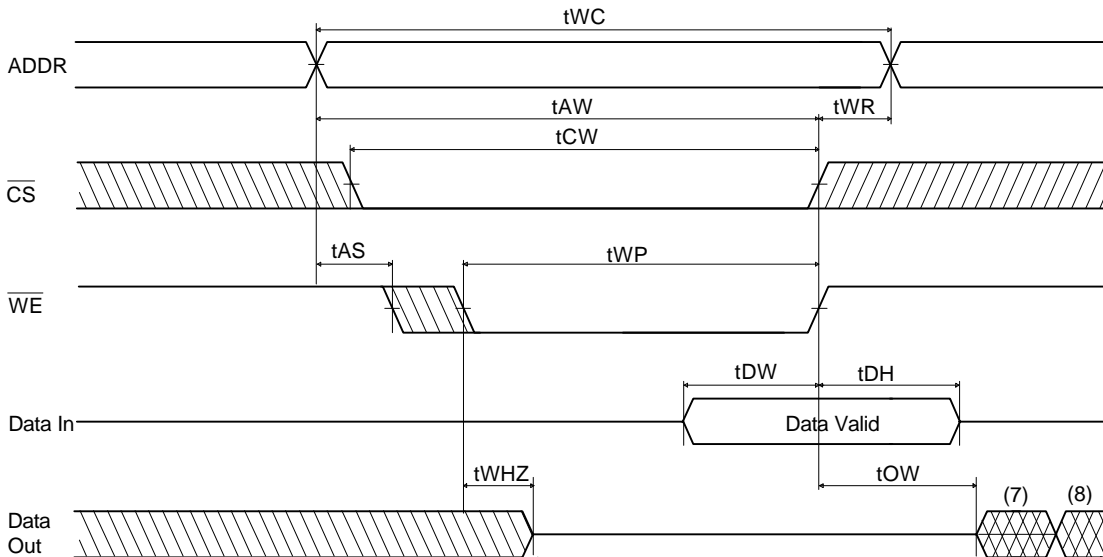 tWC
ADDR
tAW
tWR
tCW
CS
tAS
tWP
WE
tDW
tDH
Data In
Data Valid
tWHZ
tOW
(7)
(8)
Data
Out